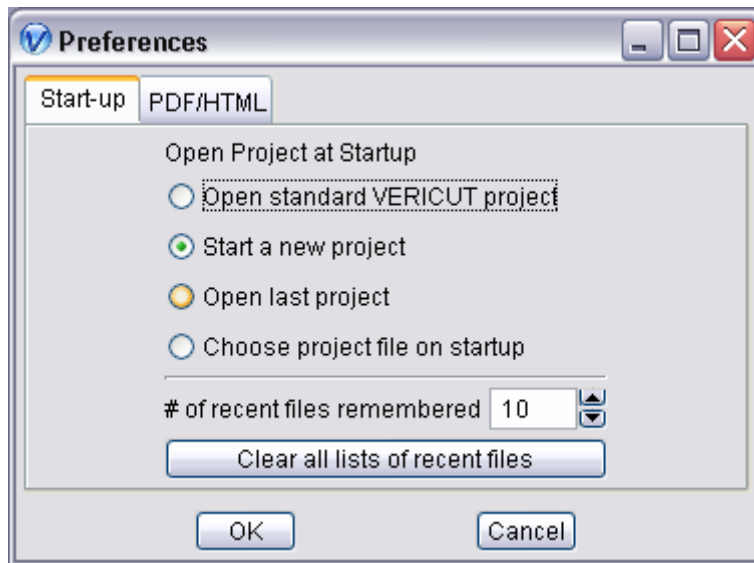 Preferences
Start-up PDF/HTML
Open Project at Startup
Open standard VERICUT project
Start a new project
Open last project
Choose project file on startup
# of recent files remembered 10
Clear all lists of recent files
OK Cancel